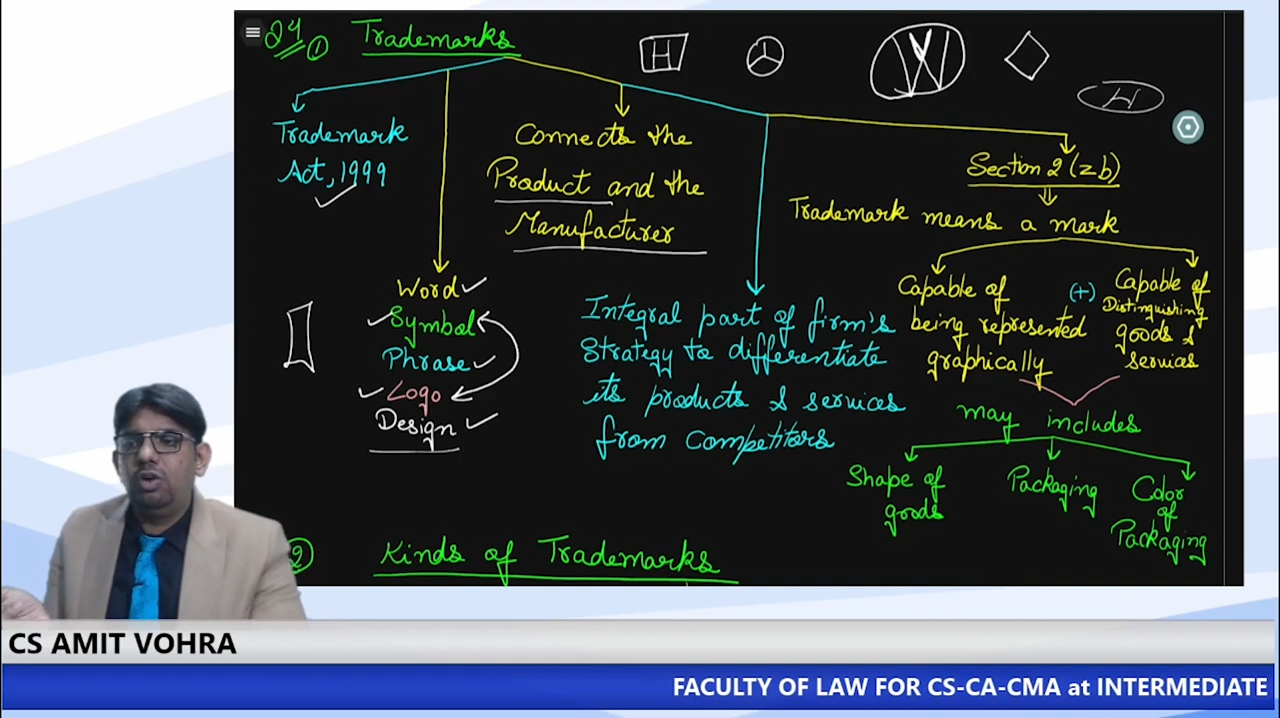 24 ① Trademarks
H
W
H
Trademark
Act, 1999
Connects the
Product and the
Manufacturer
Section 2 (zb)
Trademark means a mark
Word
Symbol
Phrase
Logo
Design
Integral part of firm's
Strategy to differentiate
its products & services
from competitors
Capable of
being represented
graphically
(+)
Capable of
Distinguishing
goods &
services
may includes
Shape of
goods
Packaging
Color
of
Packaging
2 Kinds of Trademarks
CS AMIT VOHRA
FACULTY OF LAW FOR CS-CA-CMA at INTERMEDIATE